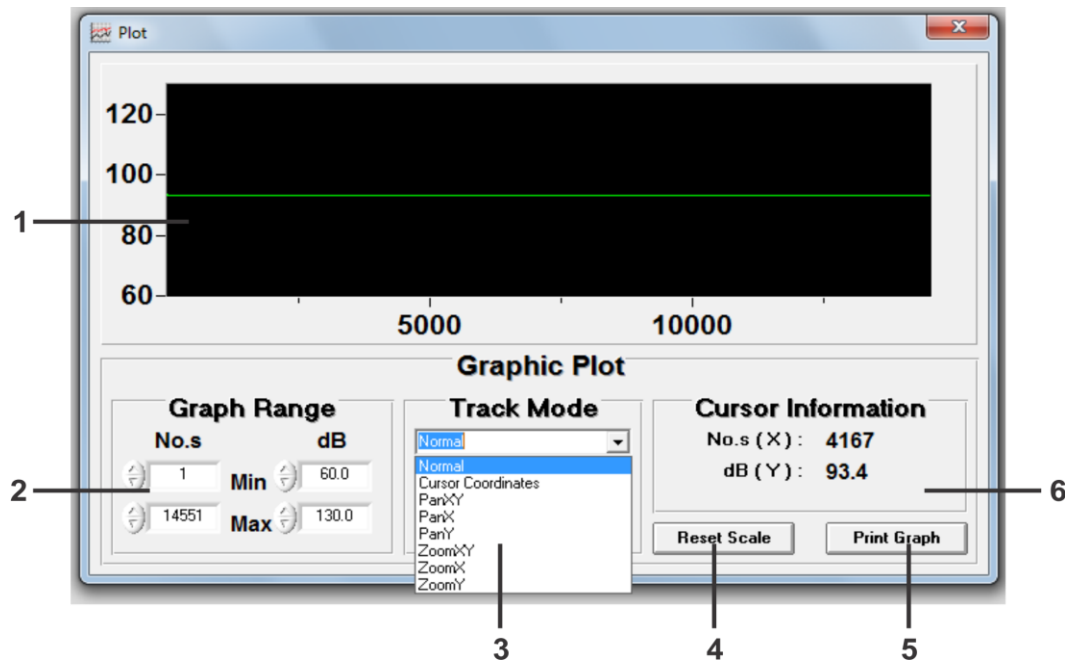 Plot
x
120
100
1
80
60
5000 10000
Graphic Plot
Graph Range
No.s dB
1 Min 60.0
2
14551 Max 130.0
Track Mode
Normal
Normal
Cursor Coordinates
PanXY
PanX
PanY
ZoomXY
ZoomX
ZoomY
Cursor Information
No.s (X) : 4167
dB (Y) : 93.4
6
Reset Scale Print Graph
3 4 5